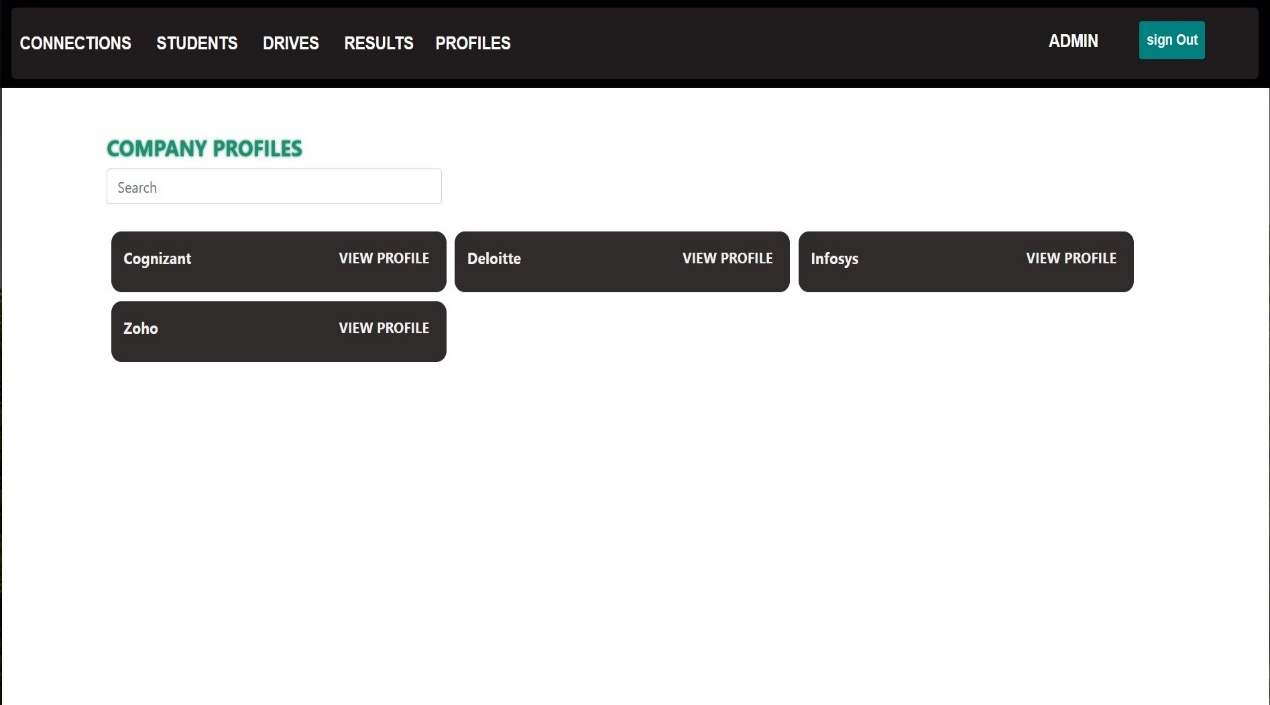 CONNECTIONS STUDENTS DRIVES RESULTS PROFILES ADMIN sign Out
COMPANY PROFILES
Search
Cognizant VIEW PROFILE Deloitte VIEW PROFILE Infosys VIEW PROFILE
Zoho VIEW PROFILE